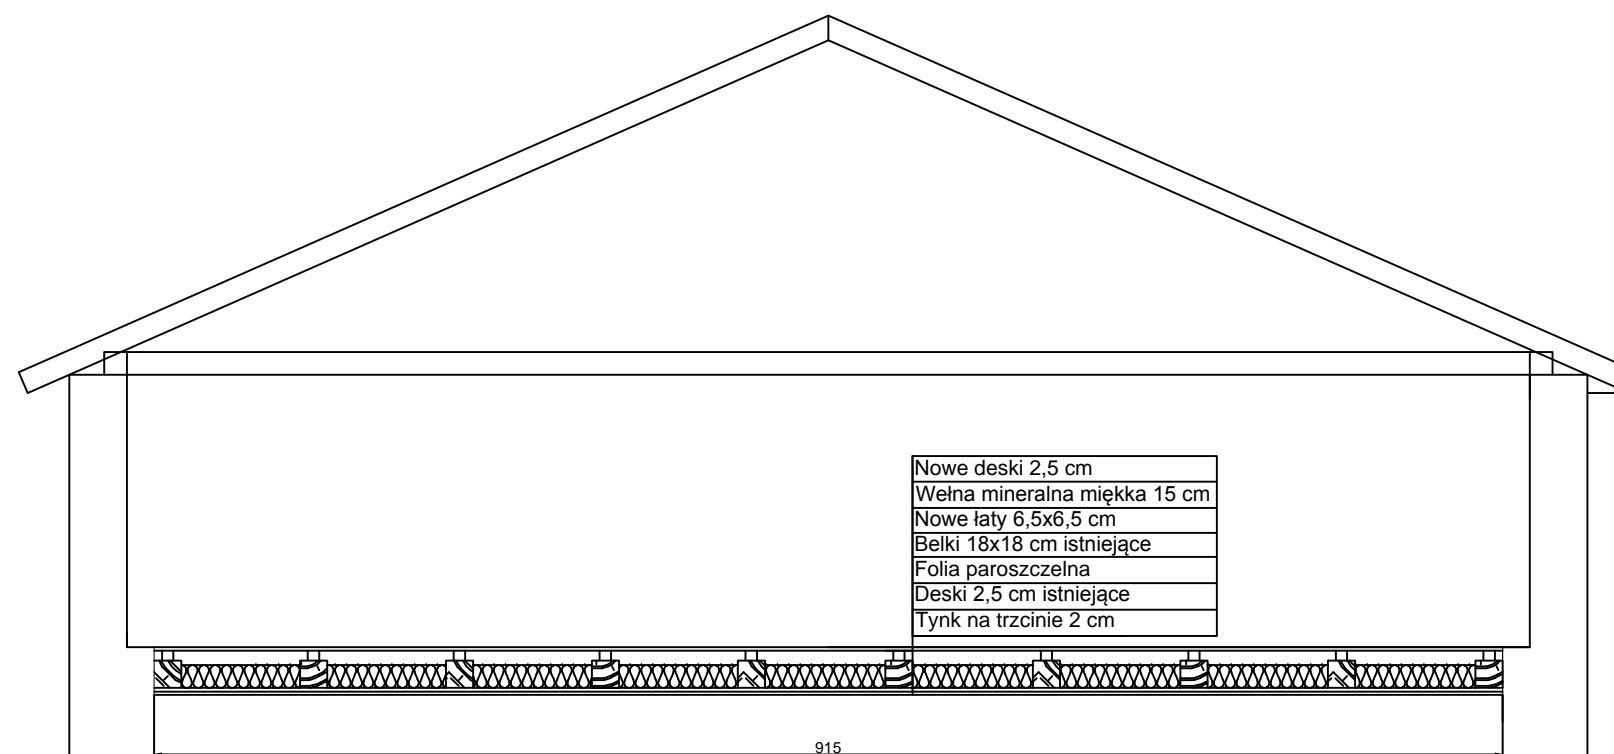 Nowe deski 2,5 cm
Wełna mineralna miękka 15 cm
Nowe łaty 6,5x6,5 cm
Belki 18x18 cm istniejące
Folia paroszczelna
Deski 2,5 cm istniejące
Tynk na trzcinie 2 cm
915